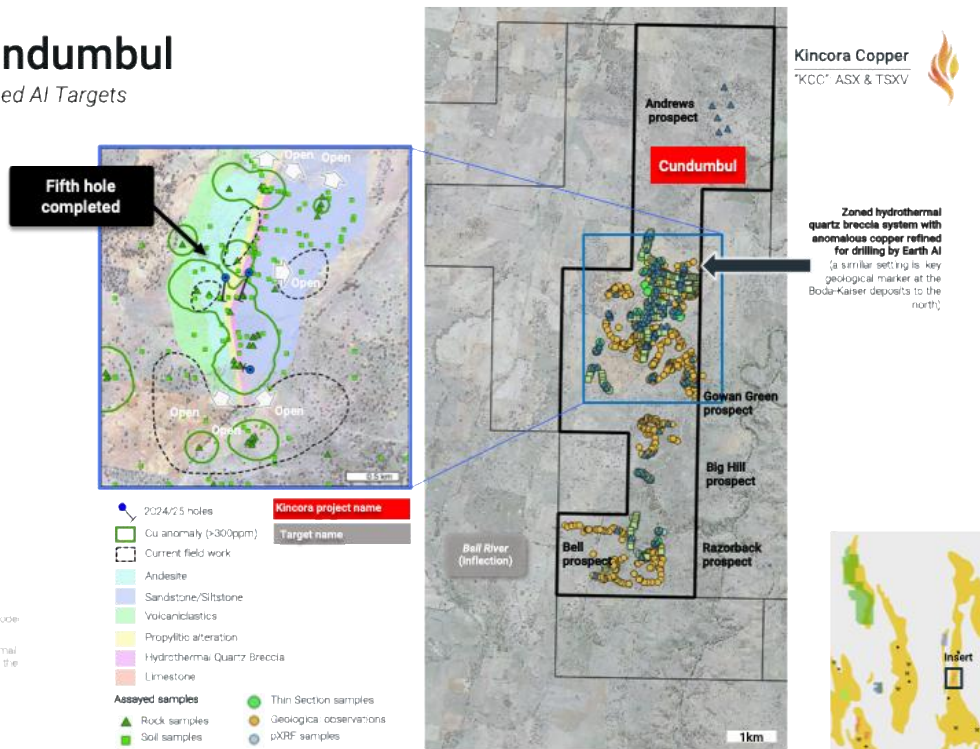 ndumbul
ed AI Targets
Kincora Copper
"KCC" ASX & TSXV
Andrews
prospect
Cundumbul
Fifth hole
completed
Open
Open
Open
Open
Open
Open
Open
0.5 km
Zoned hydrothermal
quartz breccia system with
anomalous copper refined
for drilling by Earth AI
(a similar setting is key
geological marker at the
Boda-Kaiser deposits to the
north)
Gowan Green
prospect
Big Hill
prospect
Bell
prospect
Razorback
prospect
Bell River
(Inflection)
1km
2024/25 holes
Cu anomaly (>300ppm)
Current field work
Andesite
Sandstone/Siltstone
Volcaniclastics
Propylitic alteration
Hydrothermal Quartz Breccia
Limestone
Kincora project name
Target name
Assayed samples
Rock samples
Soil samples
Thin Section samples
Geological observations
pXRF samples
the
Insert